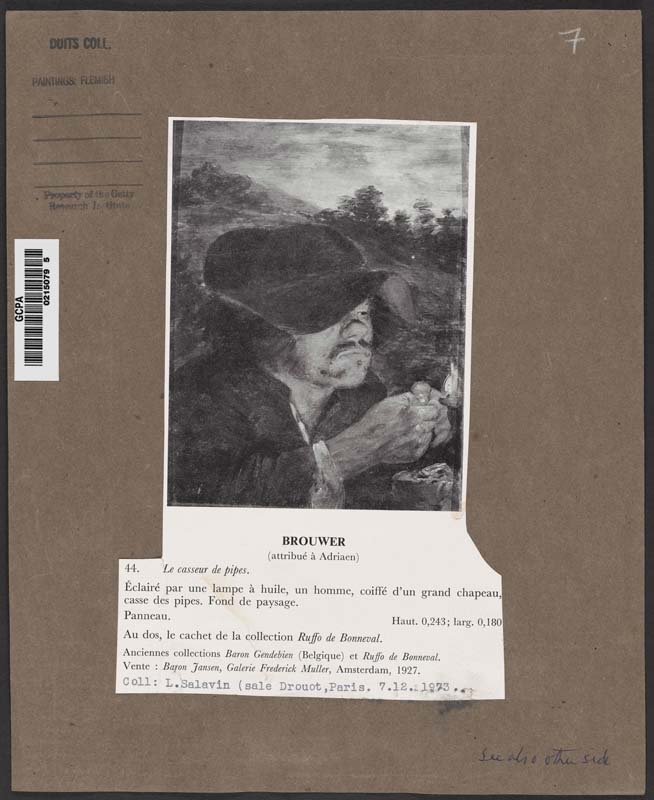 DUITS COLL.
PAINTINGS: FLEMISH
Property of the Getty
Research Institute
7
GCPA
0215079 5
BROUWER
(attribué à Adriaen)
44. Le casseur de pipes.
Éclairé par une lampe à huile, un homme, coiffé d'un grand chapeau,
casse des pipes. Fond de paysage.
Panneau.
Haut. 0,243; larg. 0,180
Au dos, le cachet de la collection Ruffo de Bonneval.
Anciennes collections Baron Gendebien (Belgique) et Ruffo de Bonneval.
Vente : Baron Jansen, Galerie Frederick Muller, Amsterdam, 1927.
Coll: L.Salavin (sale Drouot,Paris. 7.12.1973..
see also other side